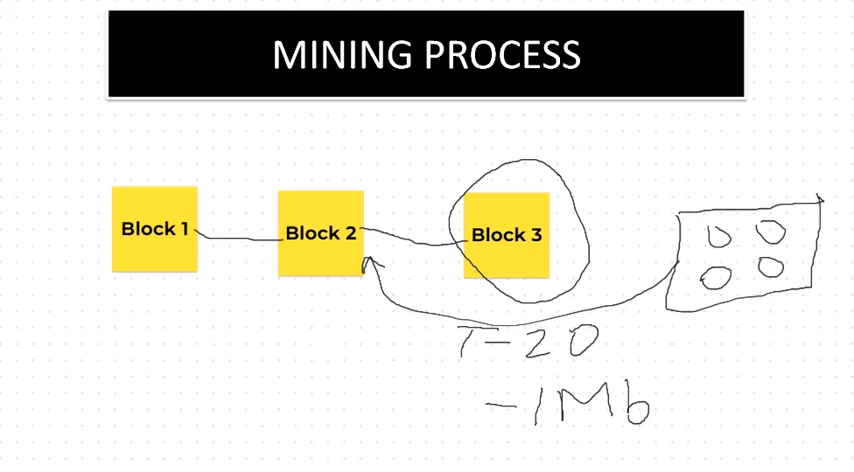 MINING PROCESS
Block 1
Block 2
Block 3
T-20
-1Mb